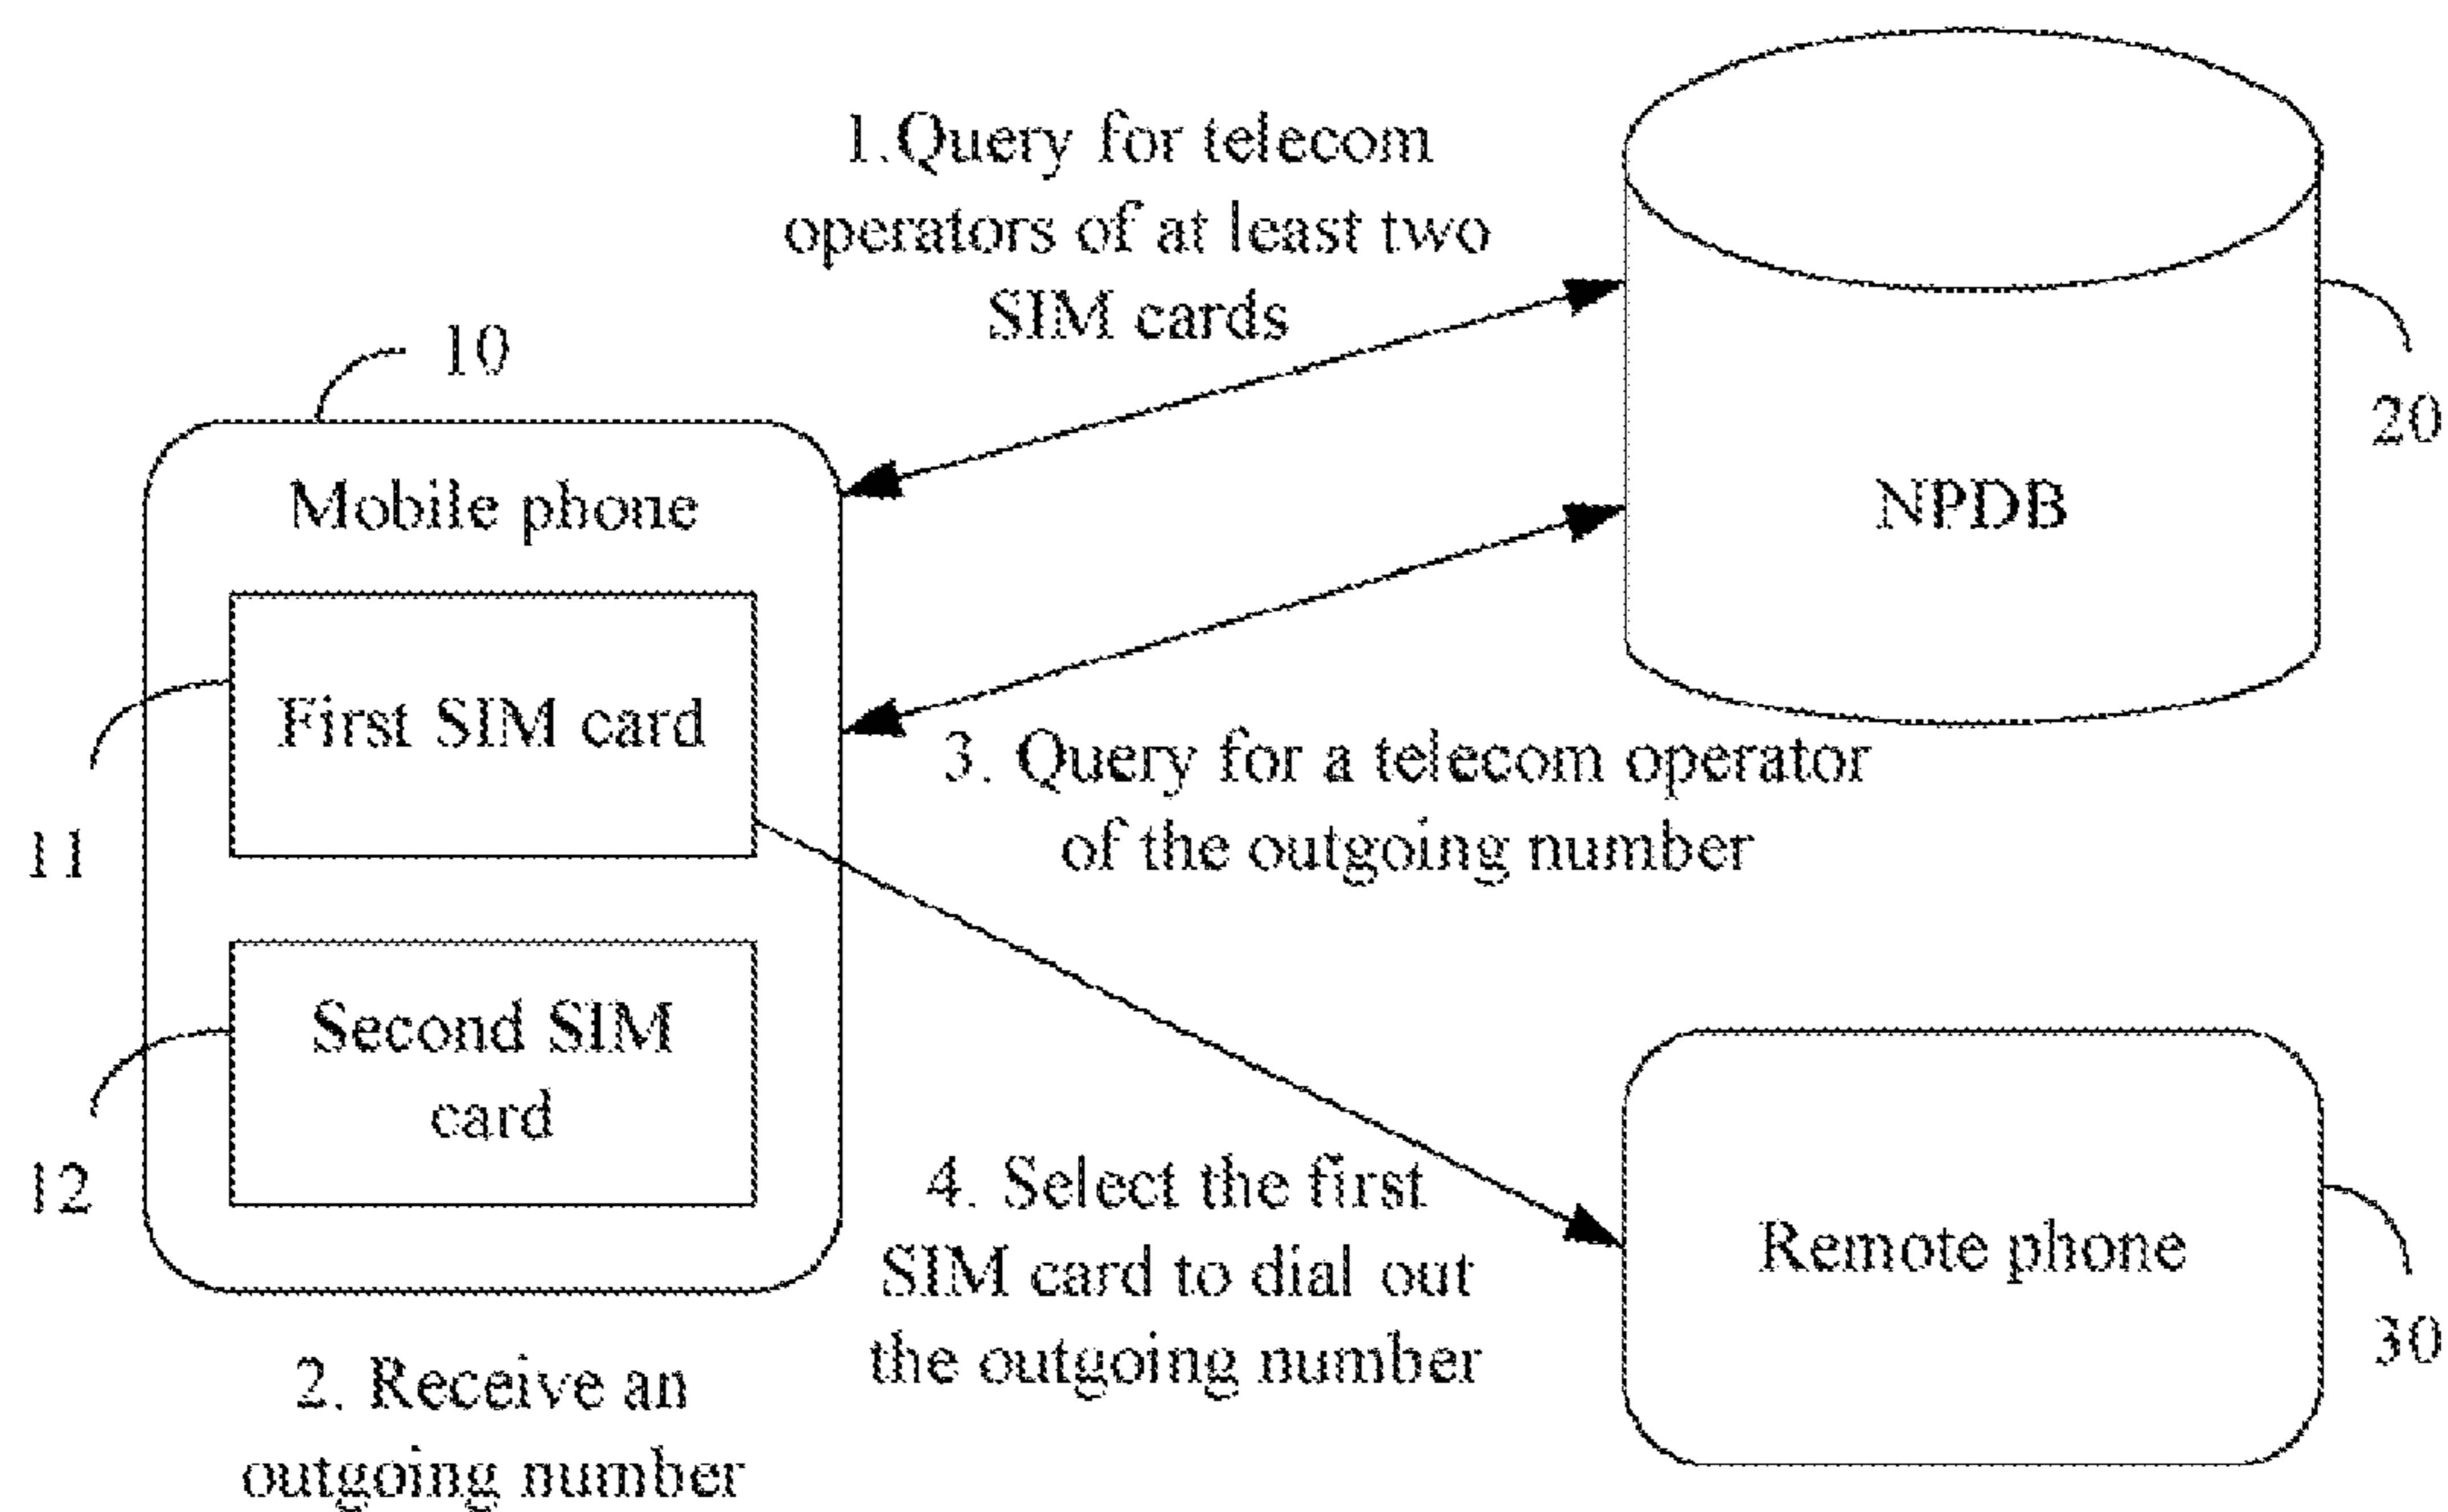 1.Query for telecom
operators of at least two
SIM cards
10
20
Mobile phone
NPDB
First SIM card
11
3. Query for a telecom operator
of the outgoing number
Second SIM
card
12
4. Select the first
SIM card to dial out
the outgoing number
Remote phone
30
2. Receive an
outgoing number